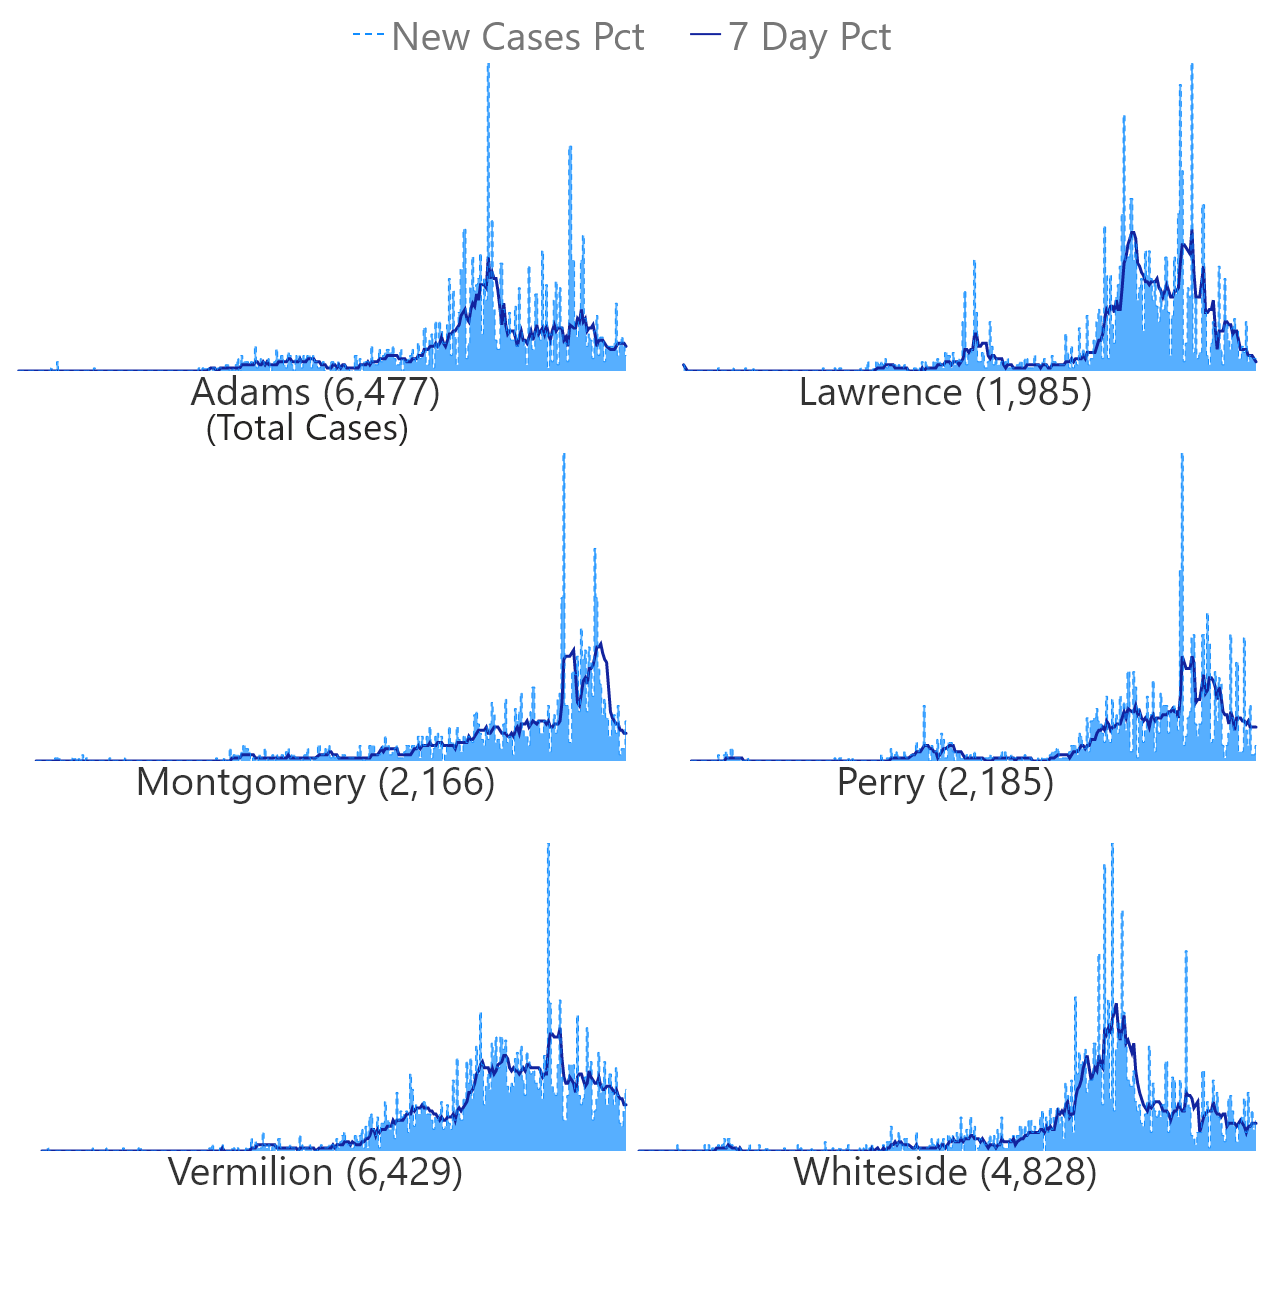 New Cases Pct 7 Day Pct
Adams (6,477) Lawrence (1,985)
(Total Cases)
Montgomery (2,166) Perry (2,185)
Vermilion (6,429) Whiteside (4,828)